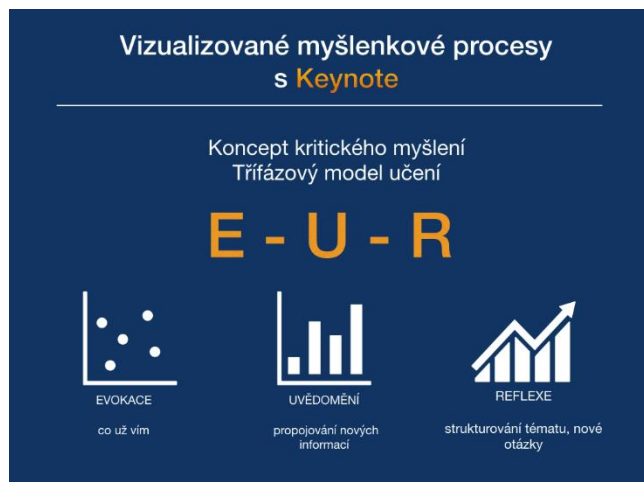 Vizualizované myšlenkové procesy
s Keynote
Koncept kritického myšlení
Třífázový model učení
E - U - R
EVOKACE
co už vím
UVĚDOMĚNÍ
propojování nových
informací
REFLEXE
strukturování tématu, nové
otázky